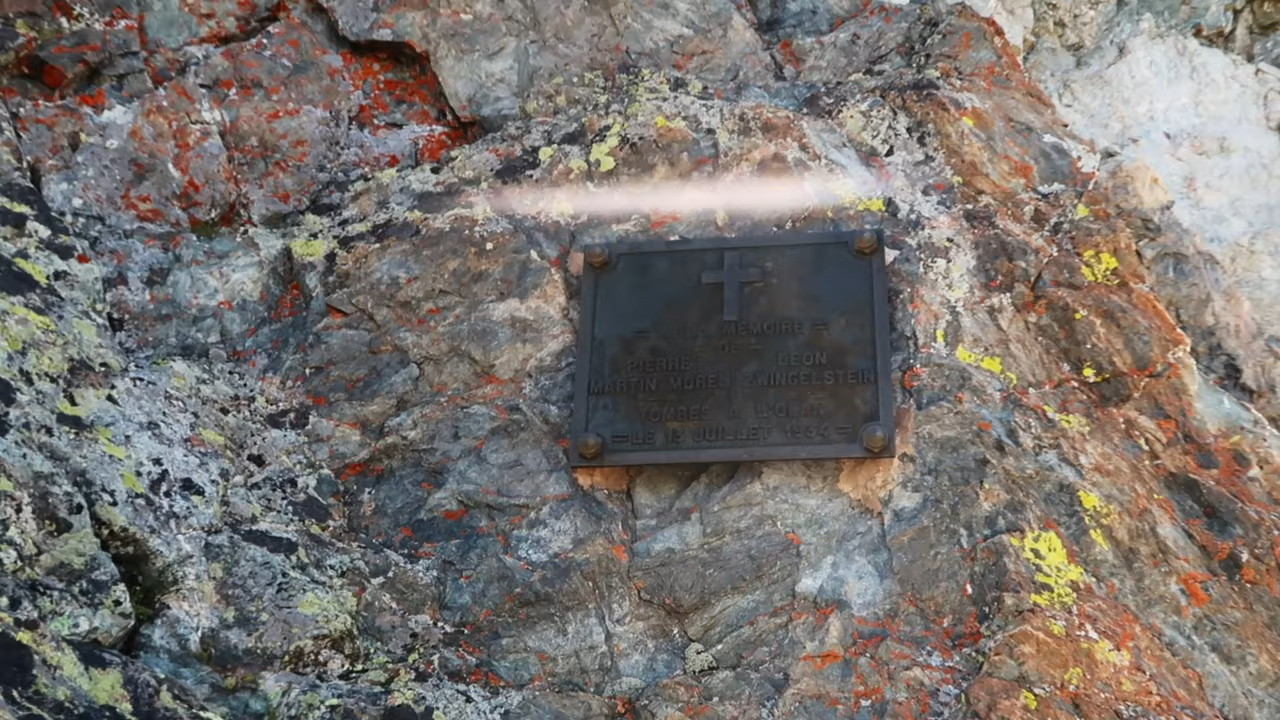 = MEMOIRE =
DE
PIERRE LEON
MARTIN MOREL ZWINGELSTEIN
TOMBES A L'OLAN
=LE 13 JUILLET 1934=